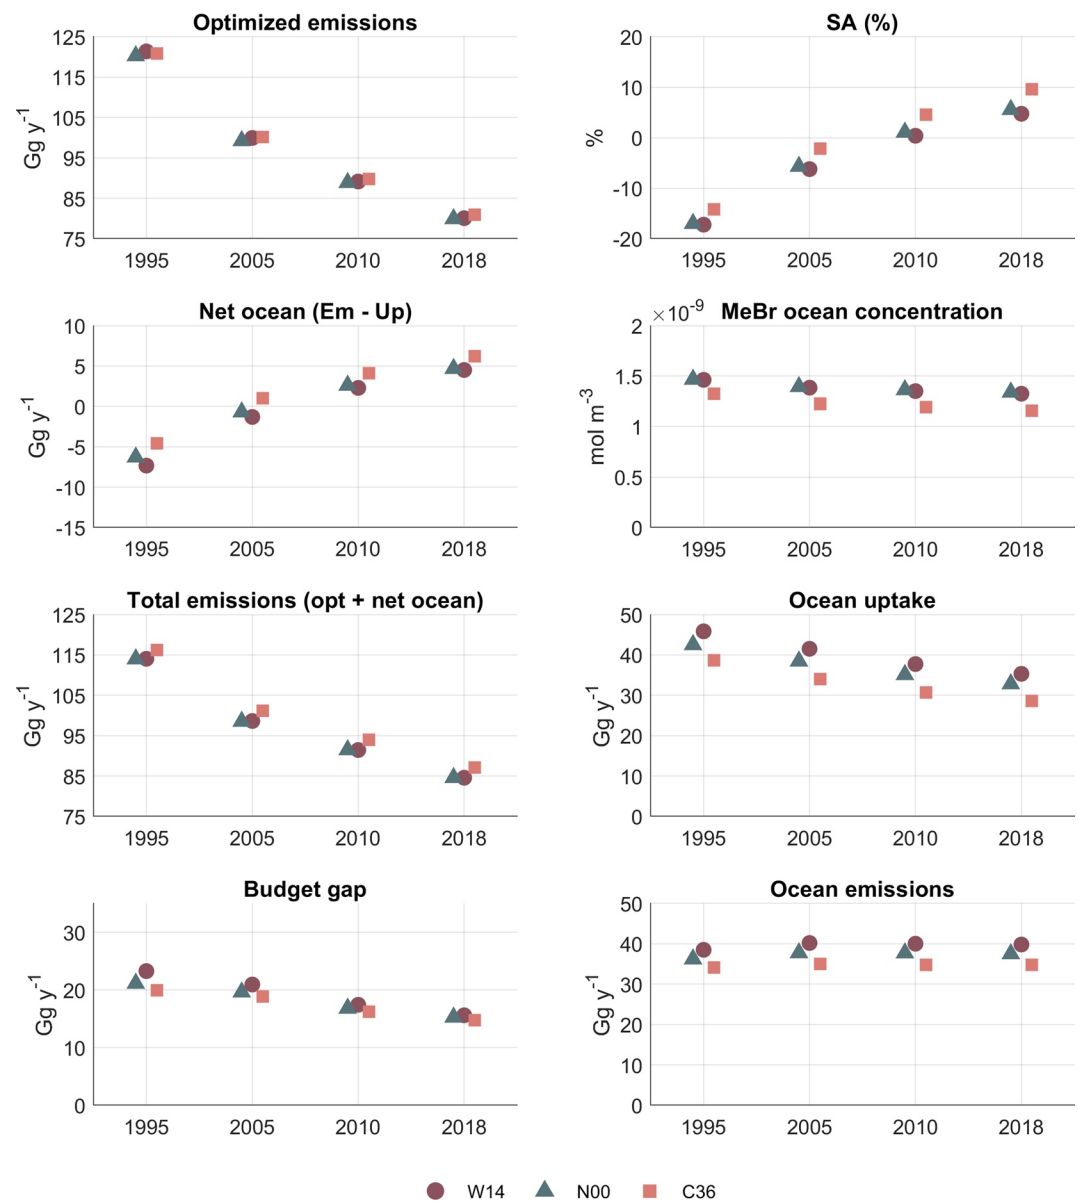 Optimized emissions
125
115
105
95
85
75
Gg y⁻¹
1995 2005 2010 2018
SA (%)
20
10
0
-10
-20
%
1995 2005 2010 2018
Net ocean (Em - Up)
10
5
0
-5
-10
-15
Gg y⁻¹
1995 2005 2010 2018
×10⁻⁹ MeBr ocean concentration
2
1.5
1
0.5
0
mol m⁻³
1995 2005 2010 2018
Total emissions (opt + net ocean)
125
115
105
95
85
75
Gg y⁻¹
1995 2005 2010 2018
Ocean uptake
50
40
30
20
10
0
Gg y⁻¹
1995 2005 2010 2018
Budget gap
30
20
10
0
Gg y⁻¹
1995 2005 2010 2018
Ocean emissions
50
40
30
20
10
0
Gg y⁻¹
1995 2005 2010 2018
W14 N00 C36